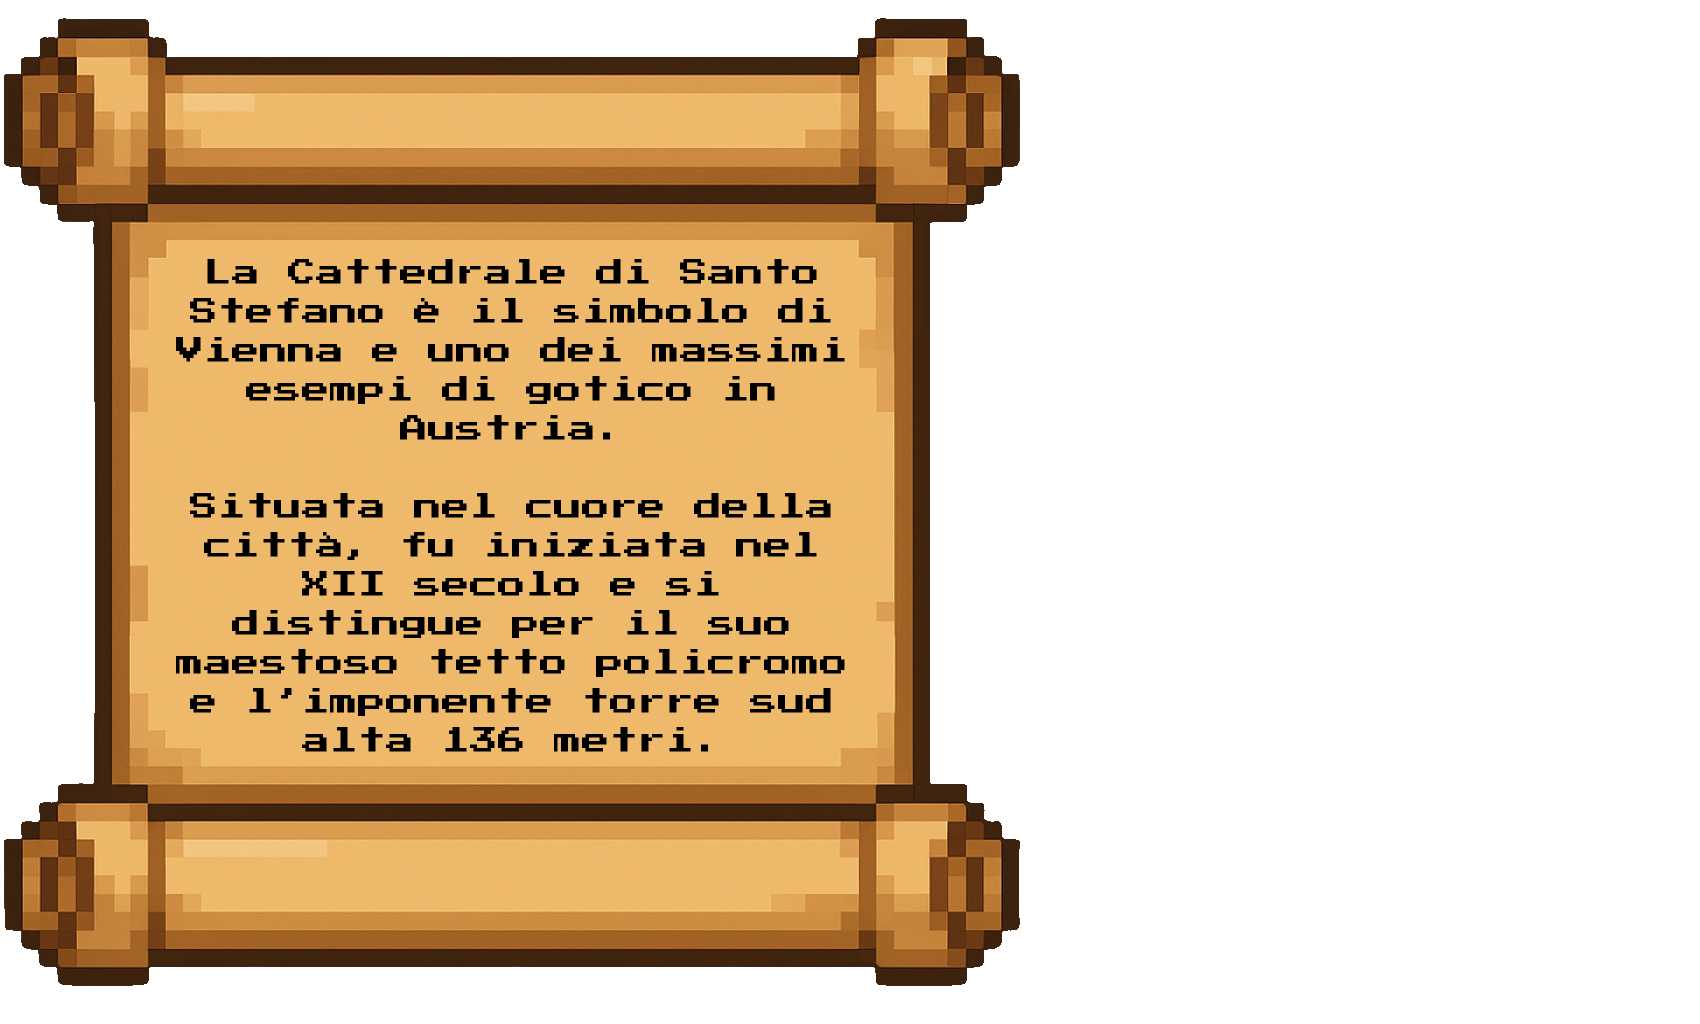 La Cattedrale di Santo
Stefano è il simbolo di
Vienna e uno dei massimi
esempi di gotico in
Austria.
Situata nel cuore della
città, fu iniziata nel
XII secolo e si
distingue per il suo
maestoso tetto policromo
e l'imponente torre sud
alta 136 metri.